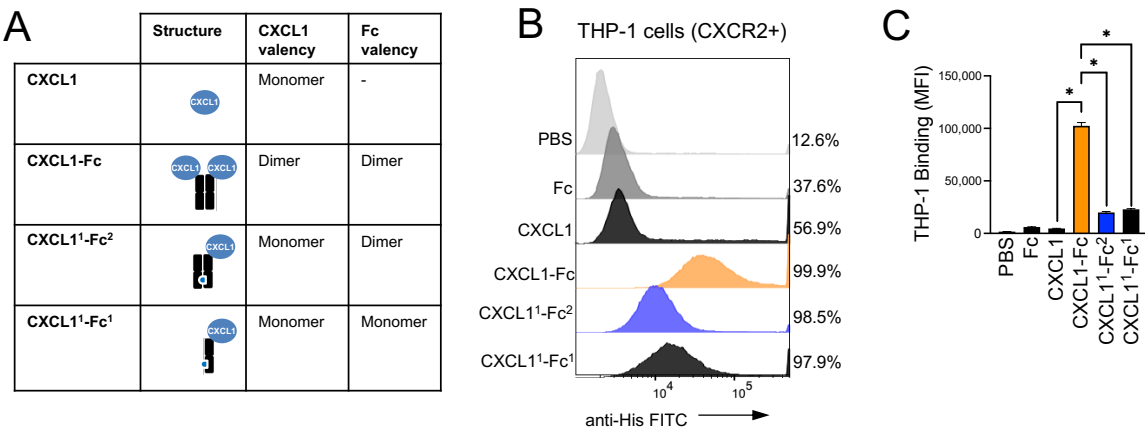 A
Structure
CXCL1
valency
Fc
valency
CXCL1
CXCL1
Monomer
-
CXCL1-Fc
CXCL1
CXCL1
Dimer
Dimer
CXCL1¹-Fc²
CXCL1
Monomer
Dimer
CXCL1¹-Fc¹
CXCL1
Monomer
Monomer
B
THP-1 cells (CXCR2+)
PBS
12.6%
Fc
37.6%
CXCL1
56.9%
CXCL1-Fc
99.9%
CXCL1¹-Fc²
98.5%
CXCL1¹-Fc¹
97.9%
10⁴
10⁵
anti-His FITC
C
THP-1 Binding (MFI)
150,000
100,000
50,000
0
*
*
*
PBS
Fc
CXCL1
CXCL1-Fc
CXCL1¹-Fc²
CXCL1¹-Fc¹